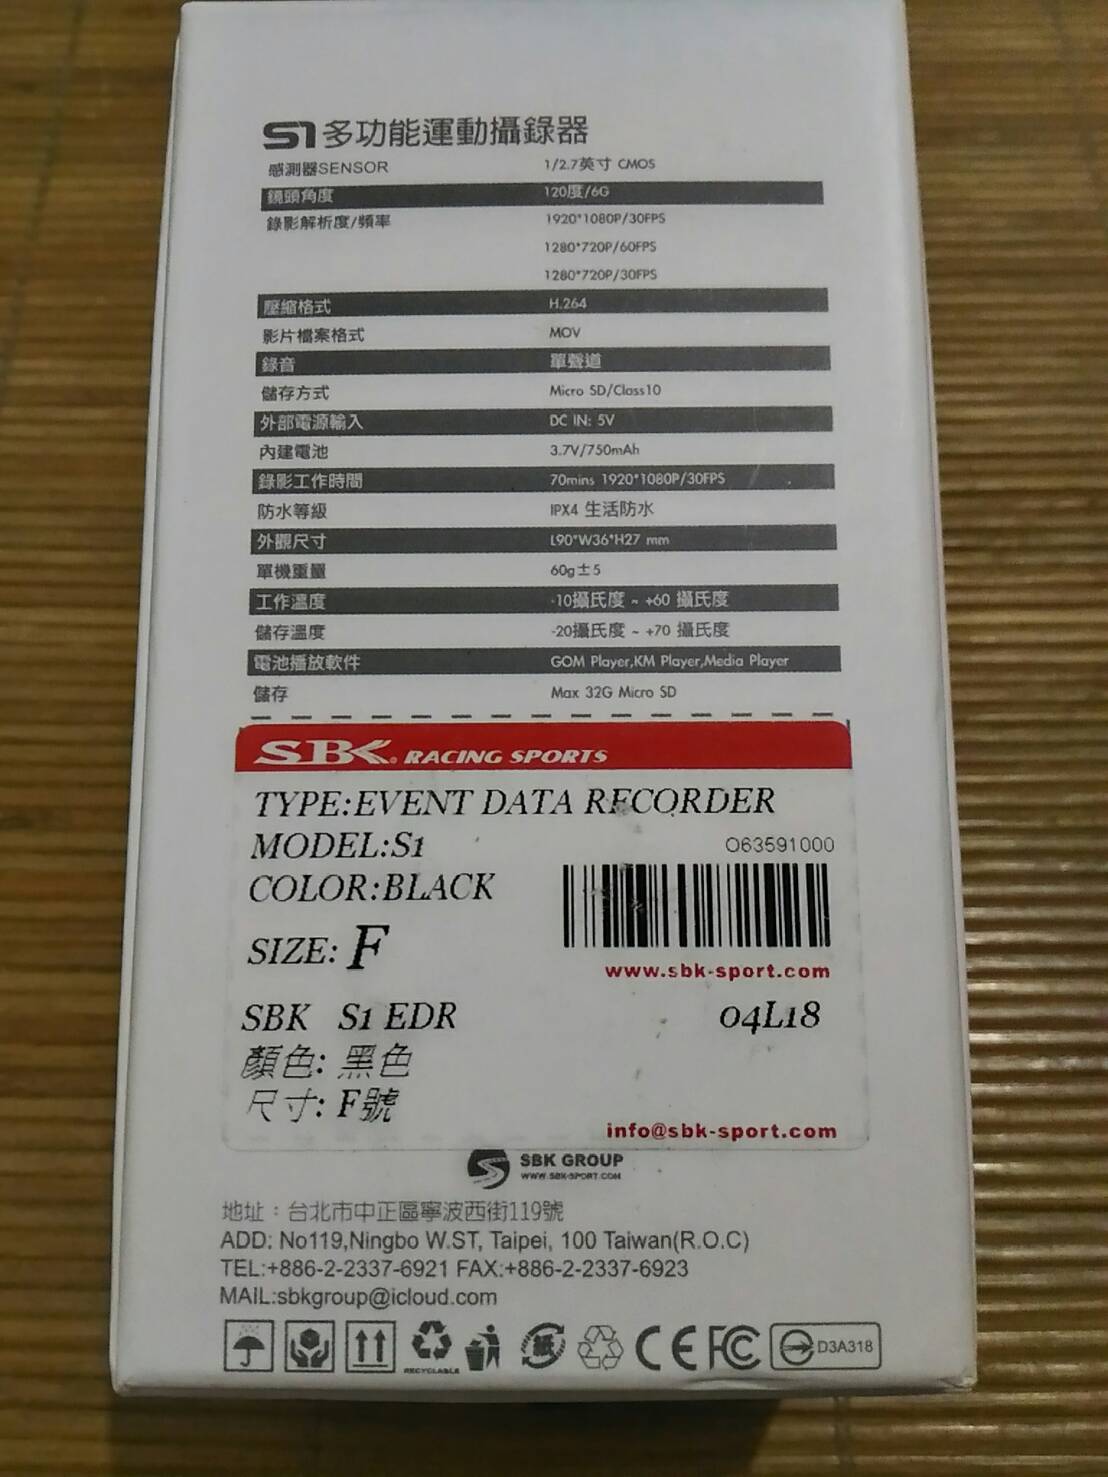 S1多功能運動攝錄器
感測器SENSOR 1/2.7英寸 CMOS
鏡頭角度 120度/6G
錄影解析度/頻率 1920*1080P/30FPS
1280*720P/60FPS
1280*720P/30FPS
壓縮格式 H.264
影片檔案格式 MOV
錄音 單聲道
儲存方式 Micro SD/Class10
外部電源輸入 DC IN: 5V
內建電池 3.7V/750mAh
錄影工作時間 70mins 1920*1080P/30FPS
防水等級 IPX4 生活防水
外觀尺寸 L90*W36*H27 mm
單機重量 60g±5
工作溫度 -10攝氏度 ~ +60 攝氏度
儲存溫度 -20攝氏度 ~ +70 攝氏度
電池播放軟件 GOM Player,KM Player,Media Player
儲存 Max 32G Micro SD
SBK® RACING SPORTS
TYPE:EVENT DATA RECORDER
MODEL:S1 O63591000
COLOR:BLACK
SIZE: F
www.sbk-sport.com
SBK S1 EDR 04L18
顏色: 黑色
尺寸: F號
info@sbk-sport.com
SBK GROUP
WWW.SBK-SPORT.COM
地址：台北市中正區寧波西街119號
ADD: No119,Ningbo W.ST, Taipei, 100 Taiwan(R.O.C)
TEL:+886-2-2337-6921 FAX:+886-2-2337-6923
MAIL:sbkgroup@icloud.com
RECYCLABLE 紙 CE FC D3A318